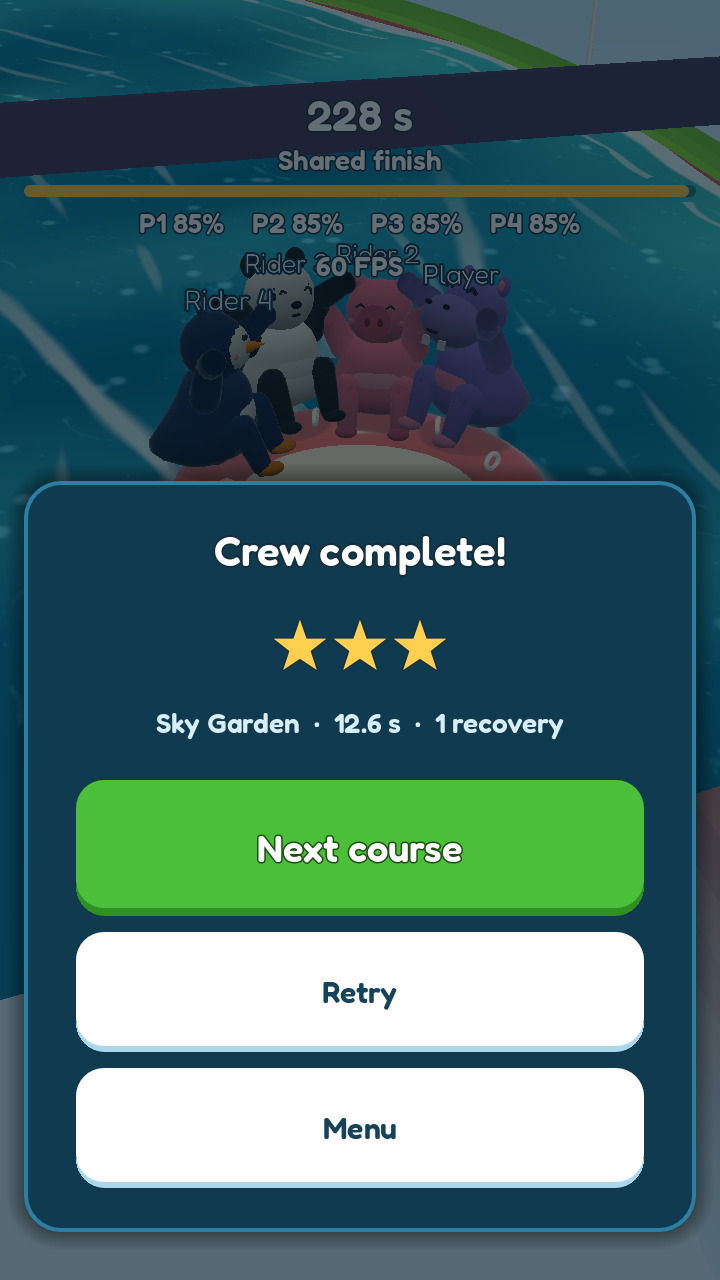 228 s
Shared finish
P1 85% P2 85% P3 85% P4 85%
Rider 2
Rider 60 FPS
Player
Rider 4
Crew complete!
Sky Garden · 12.6 s · 1 recovery
Next course
Retry
Menu